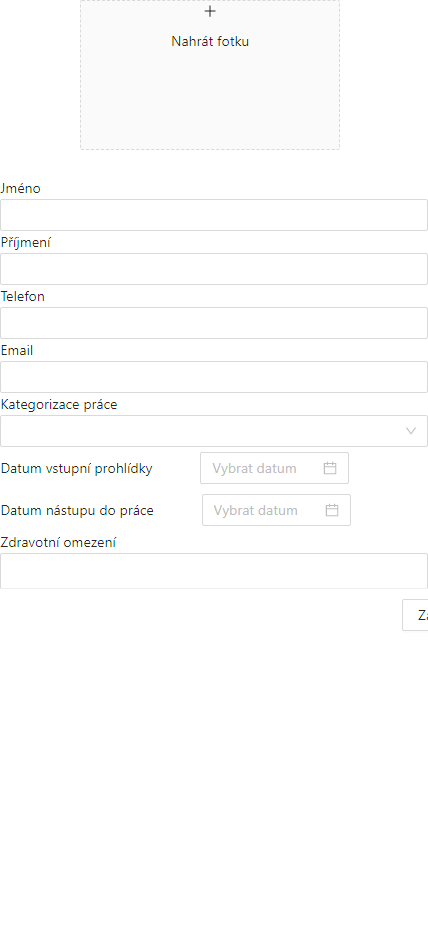 Nahrát fotku
Jméno
Příjmení
Telefon
Email
Kategorizace práce
Datum vstupní prohlídky Vybrat datum
Datum nástupu do práce Vybrat datum
Zdravotní omezení